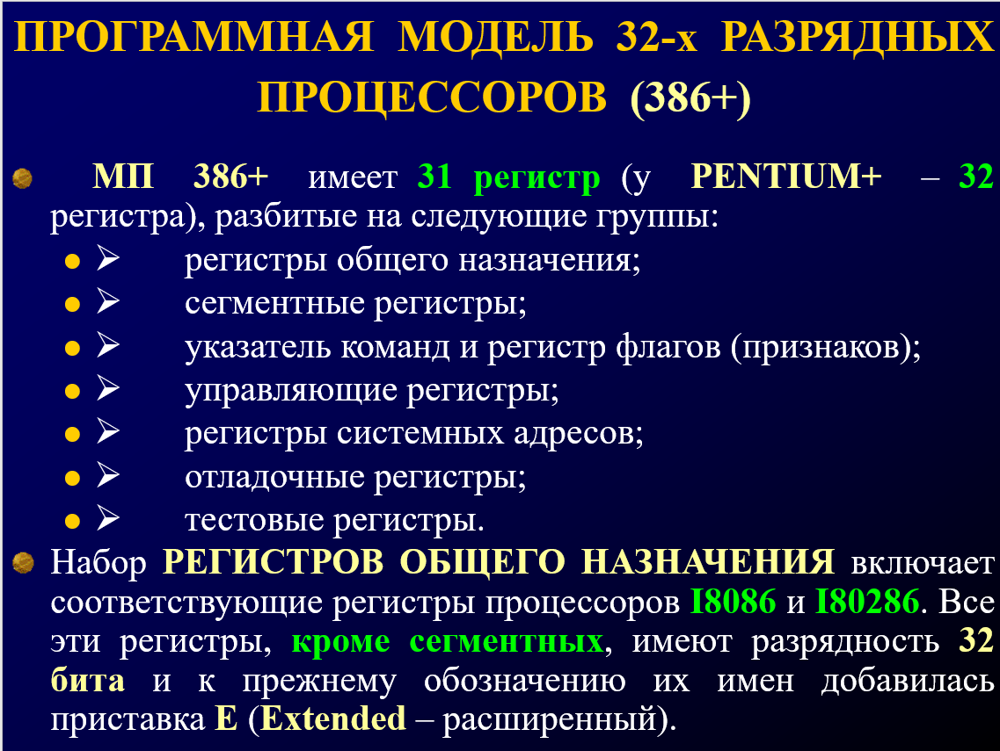 ПРОГРАММНАЯ МОДЕЛЬ 32-х РАЗРЯДНЫХ
ПРОЦЕССОРОВ (386+)
МП 386+ имеет 31 регистр (у PENTIUM+ – 32
регистра), разбитые на следующие группы:
регистры общего назначения;
сегментные регистры;
указатель команд и регистр флагов (признаков);
управляющие регистры;
регистры системных адресов;
отладочные регистры;
тестовые регистры.
Набор РЕГИСТРОВ ОБЩЕГО НАЗНАЧЕНИЯ включает
соответствующие регистры процессоров I8086 и I80286. Все
эти регистры, кроме сегментных, имеют разрядность 32
бита и к прежнему обозначению их имен добавилась
приставка E (Extended – расширенный).